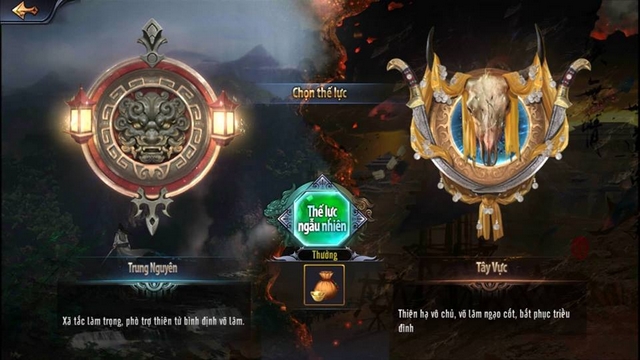 Chọn thế lực
Thế lực
ngẫu nhiên
Thưởng
Trung Nguyên
Xã tắc làm trọng, phò trợ thiên tử bình định võ lâm.
Tây Vực
Thiên hạ vô chủ, võ lâm ngạo cốt, bất phục triều
đình